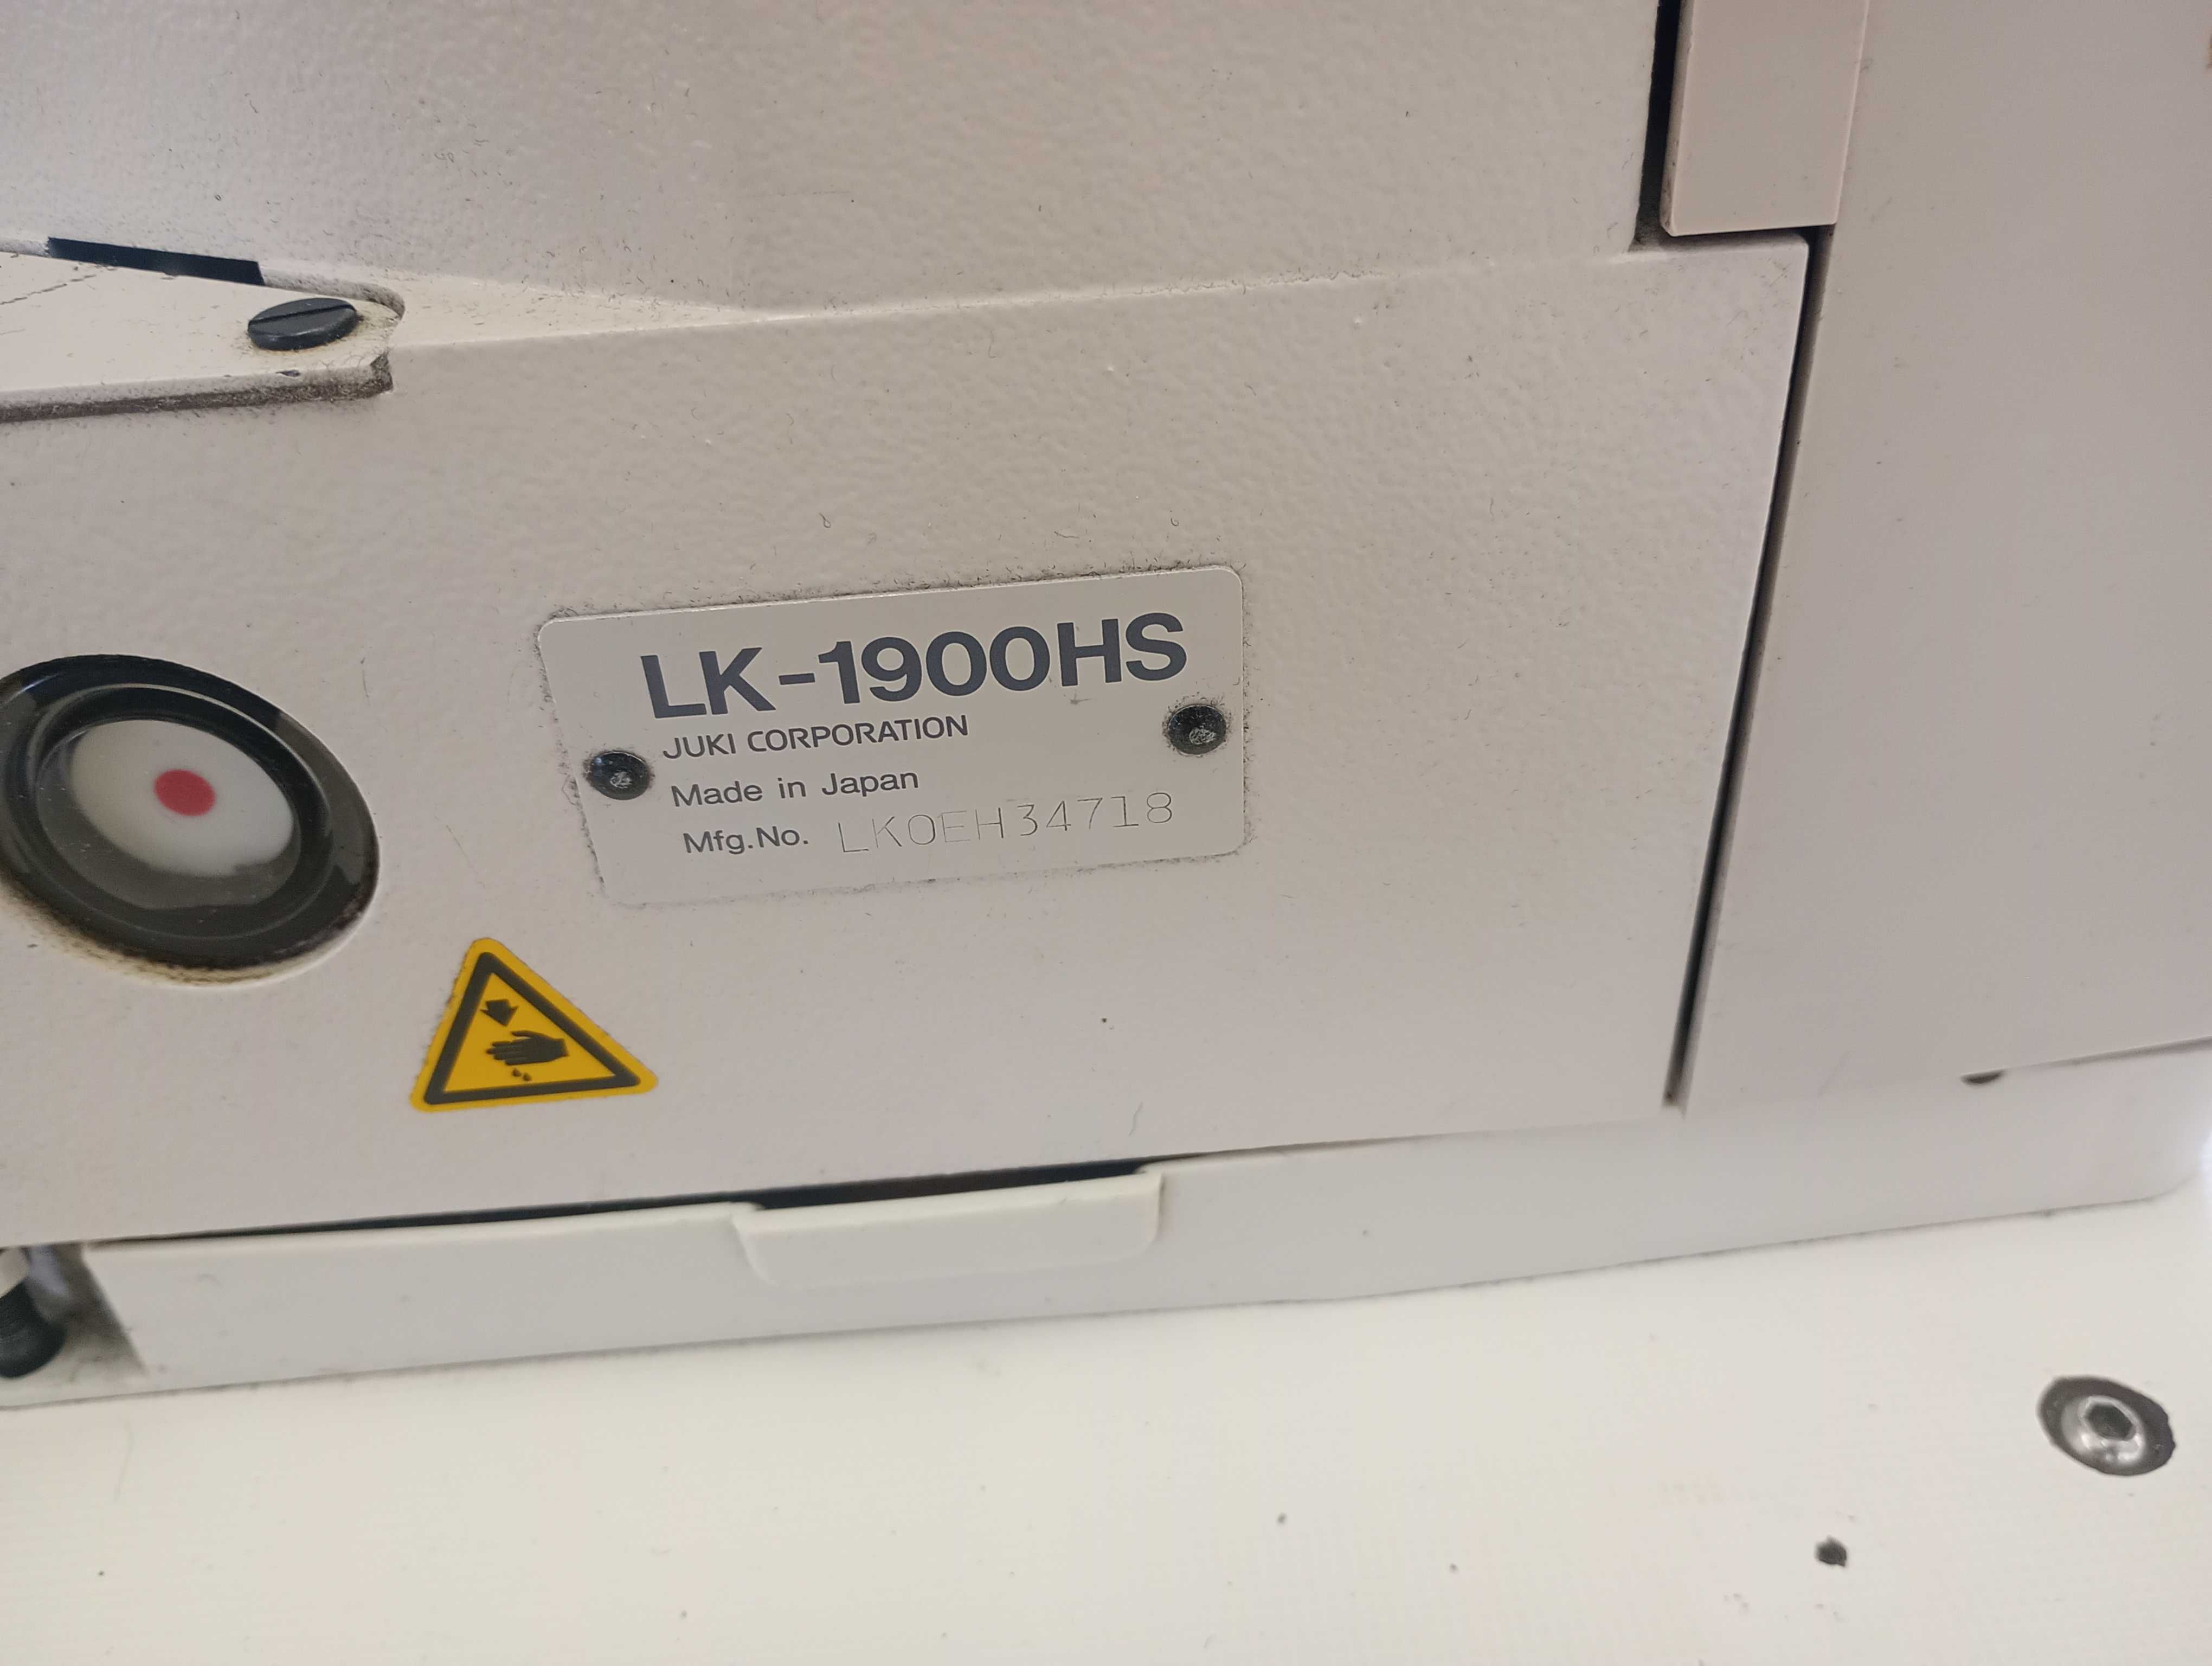 LK-1900HS
JUKI CORPORATION
Made in Japan
Mfg.No. LK0EH34718